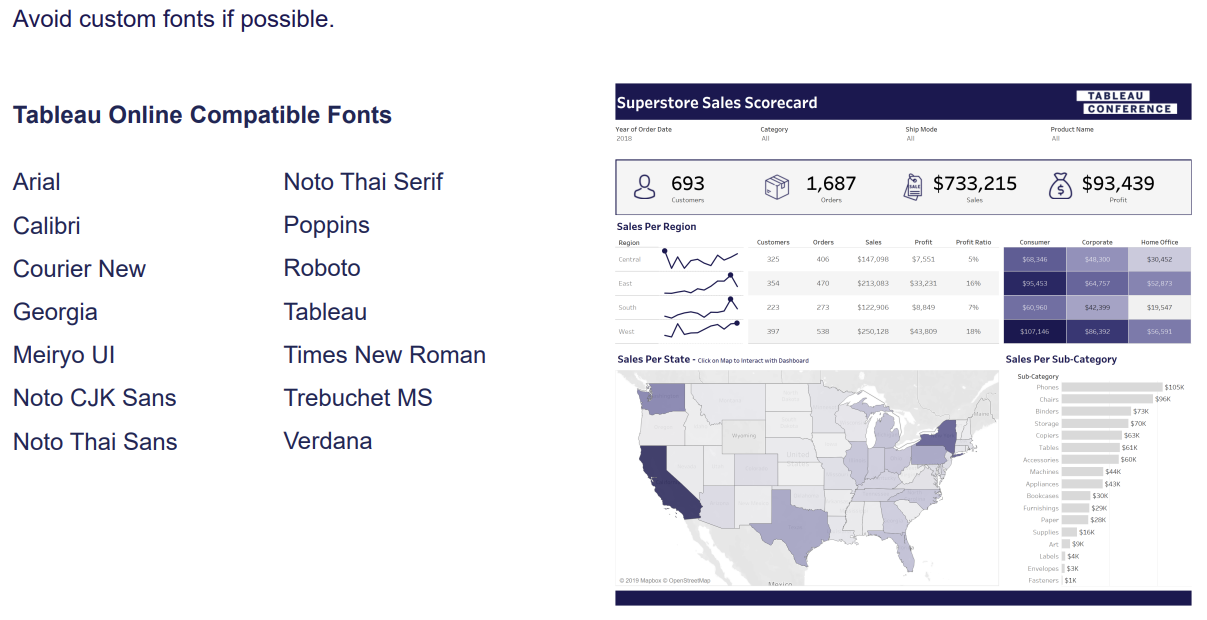 Avoid custom fonts if possible.
Tableau Online Compatible Fonts
Arial
Calibri
Courier New
Georgia
Meiryo UI
Noto CJK Sans
Noto Thai Sans
Noto Thai Serif
Poppins
Roboto
Tableau
Times New Roman
Trebuchet MS
Verdana
Superstore Sales Scorecard
TABLEAU
CONFERENCE
Year of Order Date Category Ship Mode Product Name
2018 All All All
693 1,687 $733,215 $93,439
SALE
Customers Orders Sales Profit
Sales Per Region
Region Customers Orders Sales Profit Profit Ratio Consumer Corporate Home Office
Central 325 406 $147,098 $7,551 5% $68,346 $48,300 $30,452
East 354 470 $213,083 $33,231 16% $95,453 $64,757 $52,873
South 223 273 $122,906 $8,849 7% $60,960 $42,399 $19,547
West 397 538 $250,128 $43,809 18% $107,146 $86,392 $56,591
Sales Per State - Click on Map to Interact with Dashboard
Wyoming
United
States
Maine
Mexico
© 2019 Mapbox © OpenStreetMap
Sales Per Sub-Category
Sub-Category
Phones $105K
Chairs $96K
Binders $73K
Storage $70K
Copiers $63K
Tables $61K
Accessories $60K
Machines $44K
Appliances $43K
Bookcases $30K
Furnishings $29K
Paper $28K
Supplies $16K
Art $9K
Labels $4K
Envelopes $3K
Fasteners $1K